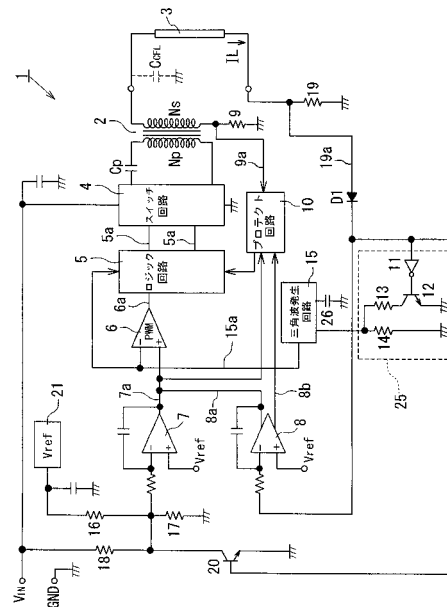 1
3
CCFL
IL
2
Ns
Np
Cp
9
9a
19
19a
D1
4
スイッチ
回路
5a
5a
5
ロジック
回路
10
プロテクト
回路
6a
6
PWM
15a
15
三角波発生
回路
26
11
12
13
14
25
7a
7
8a
8b
8
Vref
Vref
21
Vref
16
17
18
20
VIN
GND